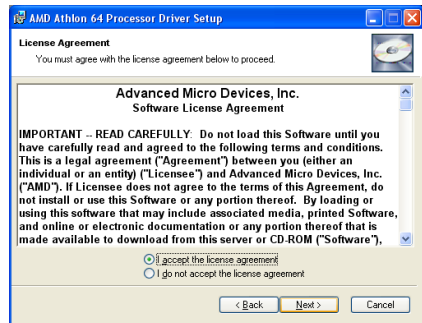 AMD Athlon 64 Processor Driver Setup
License Agreement
You must agree with the license agreement below to proceed.
Advanced Micro Devices, Inc.
Software License Agreement
IMPORTANT -- READ CAREFULLY:  Do not load this Software until you
have carefully read and agreed to the following terms and conditions.
This is a legal agreement ("Agreement") between you (either an
individual or an entity) ("Licensee") and Advanced Micro Devices, Inc.
("AMD"). If Licensee does not agree to the terms of this Agreement, do
not install or use this Software or any portion thereof.  By loading or
using this software that may include associated media, printed Software,
and online or electronic documentation or any portion thereof that is
made available to download from this server or CD-ROM ("Software"),
I accept the license agreement
I do not accept the license agreement
< Back
Next >
Cancel